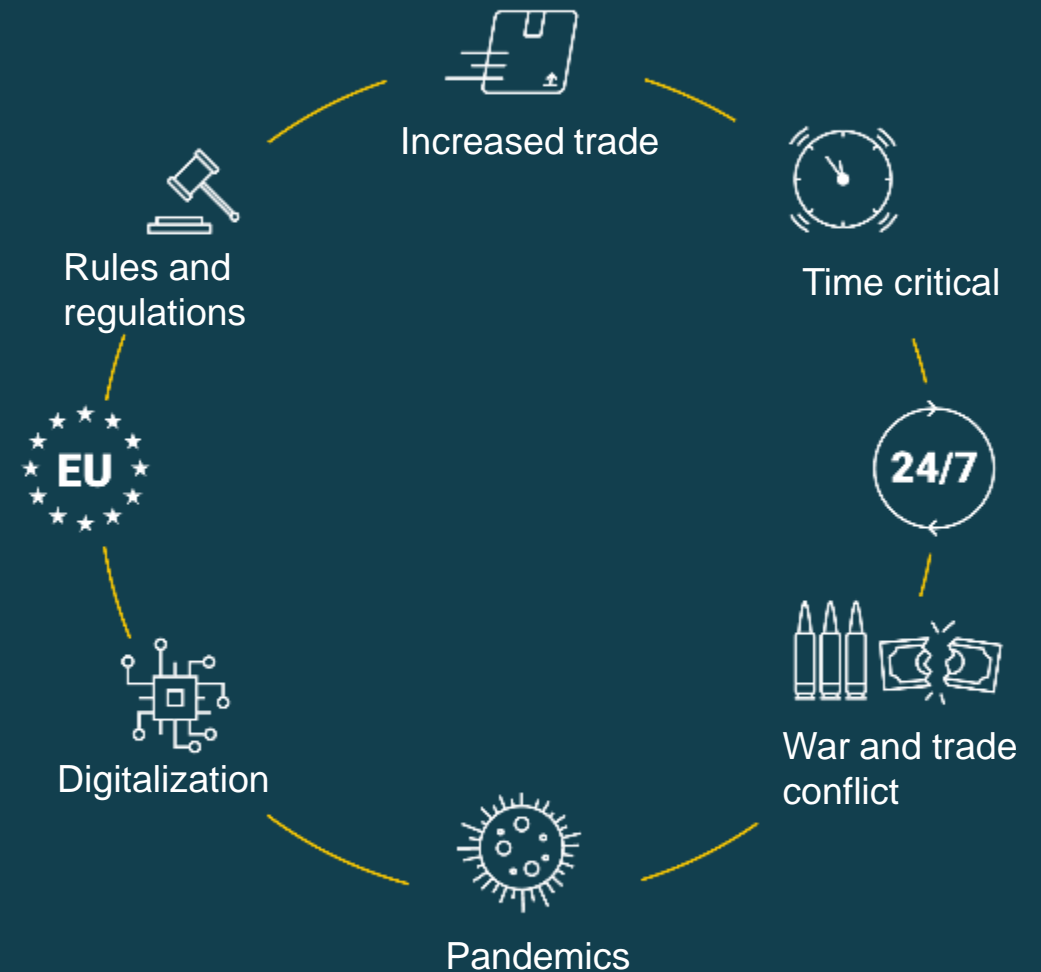 Increased trade
Time critical
24/7
War and trade
conflict
Pandemics
Digitalization
EU
Rules and
regulations